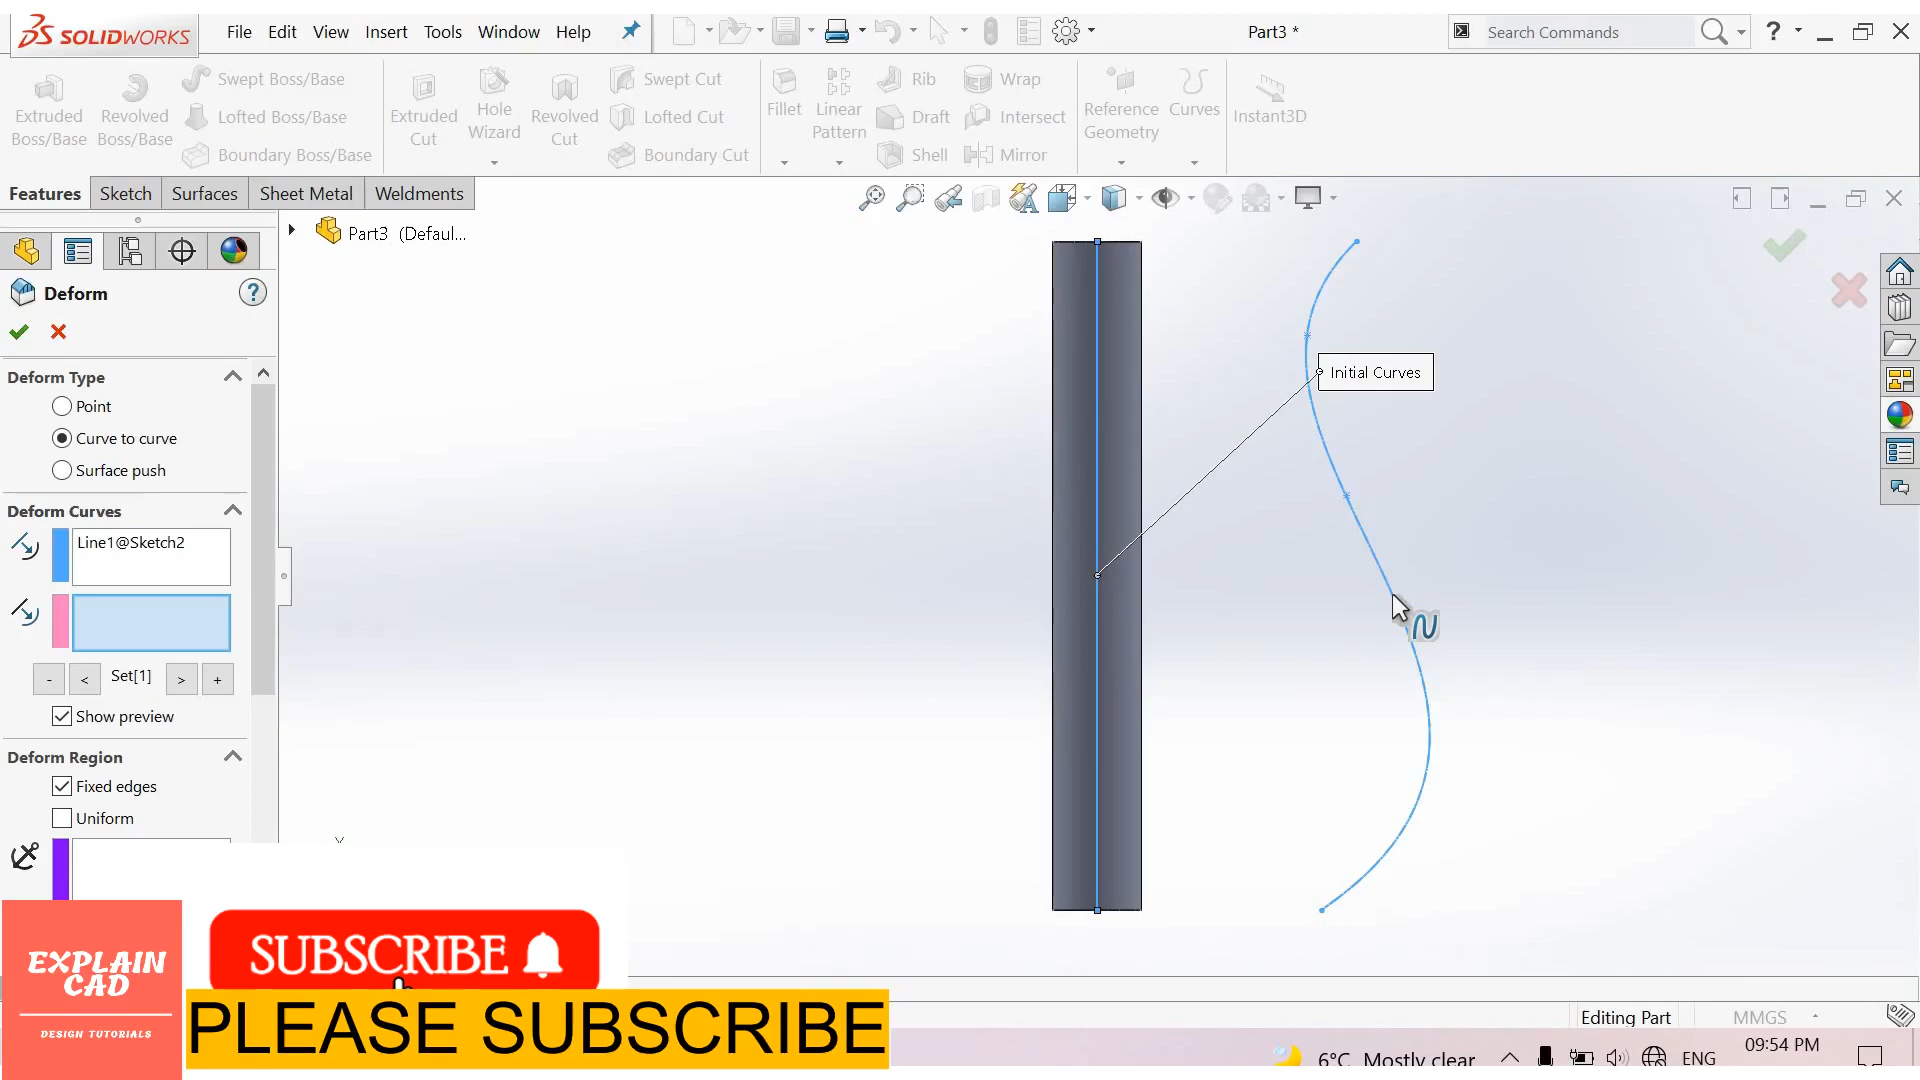 SOLIDWORKS File Edit View Insert Tools Window Help Part3 * Search Commands ?
Extruded Boss/Base
Revolved Boss/Base
Swept Boss/Base
Lofted Boss/Base
Boundary Boss/Base
Extruded Cut
Hole Wizard
Revolved Cut
Swept Cut
Lofted Cut
Boundary Cut
Fillet
Linear Pattern
Rib
Draft
Shell
Wrap
Intersect
Mirror
Reference Geometry
Curves
Instant3D
Features Sketch Surfaces Sheet Metal Weldments
Part3 (Defaul...
Deform ?
Deform Type
Point
Curve to curve
Surface push
Deform Curves
Line1@Sketch2
- < Set[1] > +
Show preview
Deform Region
Fixed edges
Uniform
Initial Curves
EXPLAIN
CAD
DESIGN TUTORIALS
SUBSCRIBE
PLEASE SUBSCRIBE
Editing Part MMGS
6°C Mostly clear ENG 09:54 PM